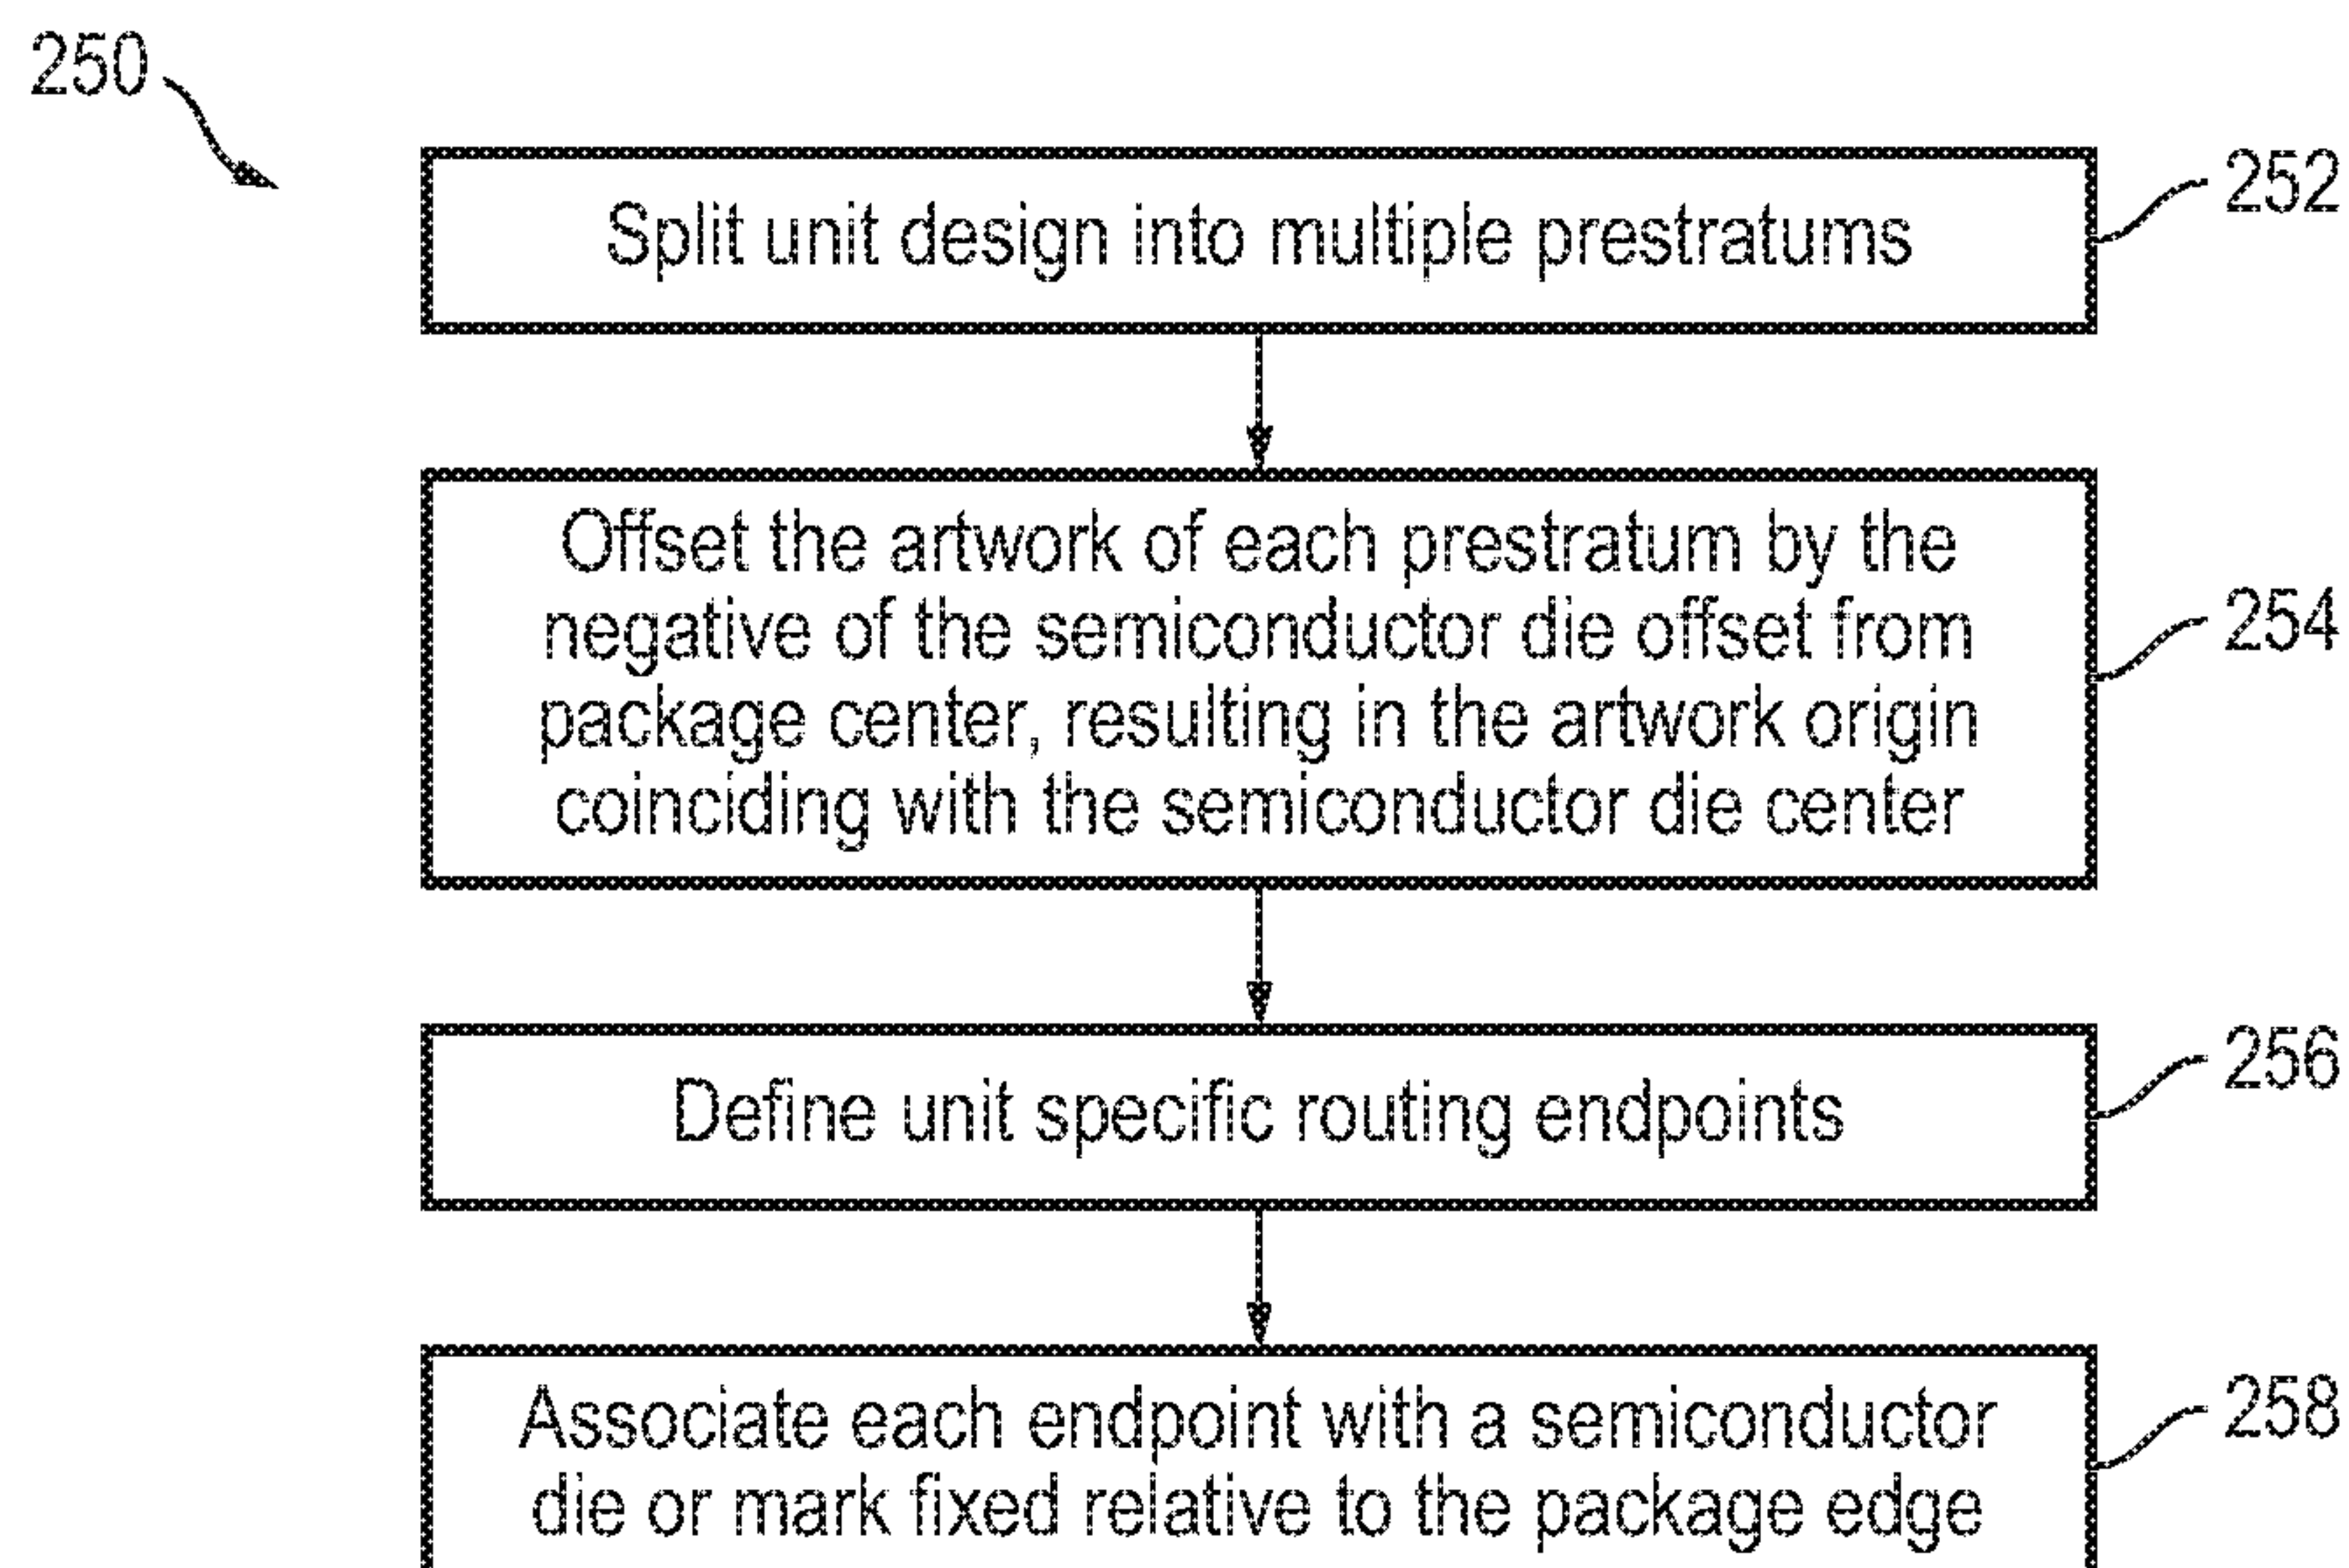 250
252
Split unit design into multiple prestratums
Offset the artwork of each prestratum by the
negative of the semiconductor die offset from
package center, resulting in the artwork origin
coinciding with the semiconductor die center
254
Define unit specific routing endpoints
256
Associate each endpoint with a semiconductor
die or mark fixed relative to the package edge
258